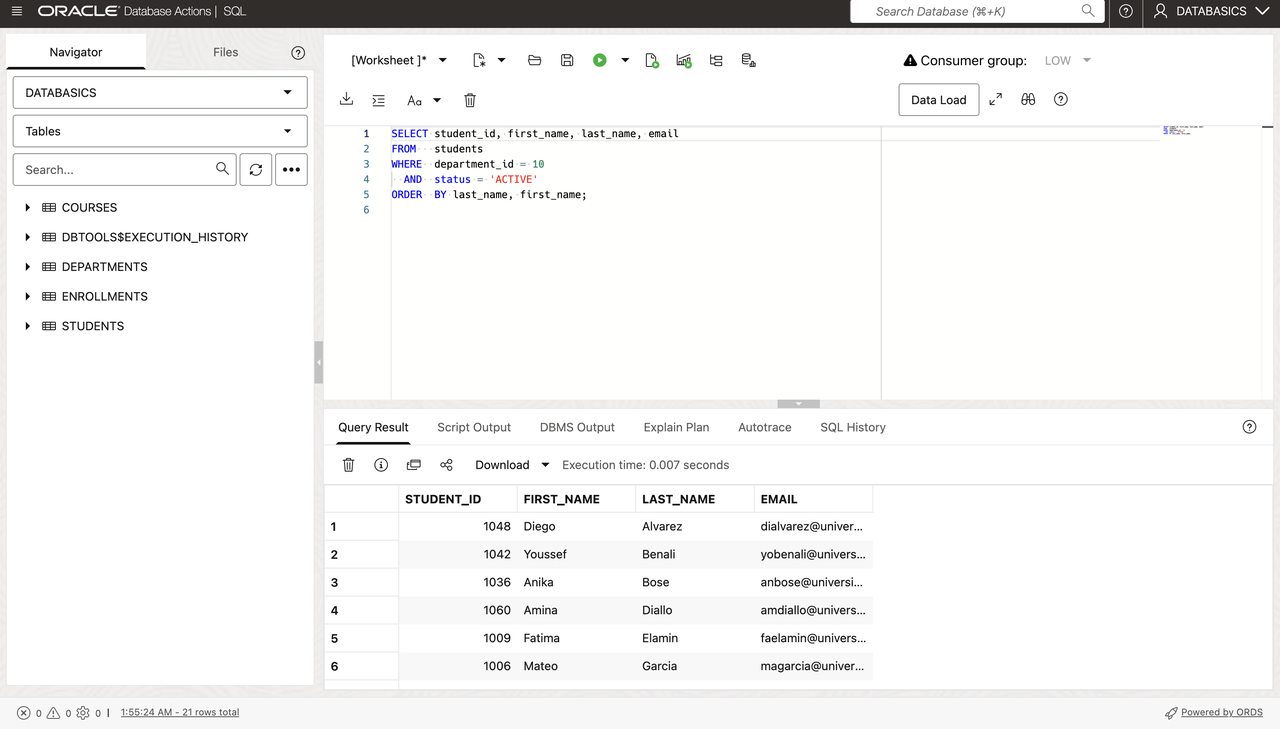 ORACLE Database Actions | SQL
Search Database (⌘+K)
DATABASICS
Navigator
Files
DATABASICS
Tables
Search...
COURSES
DBTOOLS$EXECUTION_HISTORY
DEPARTMENTS
ENROLLMENTS
STUDENTS
[Worksheet ]*
Consumer group: LOW
Aa
Data Load
1 SELECT student_id, first_name, last_name, email
2 FROM students
3 WHERE department_id = 10
4 AND status = 'ACTIVE'
5 ORDER BY last_name, first_name;
6
Query Result Script Output DBMS Output Explain Plan Autotrace SQL History
Download Execution time: 0.007 seconds
STUDENT_ID FIRST_NAME LAST_NAME EMAIL
1 1048 Diego Alvarez dialvarez@univer...
2 1042 Youssef Benali yobenali@univers...
3 1036 Anika Bose anbose@universi...
4 1060 Amina Diallo amdiallo@univers...
5 1009 Fatima Elamin faelamin@univers...
6 1006 Mateo Garcia magarcia@univer...
0 0 0 | 1:55:24 AM - 21 rows total
Powered by ORDS